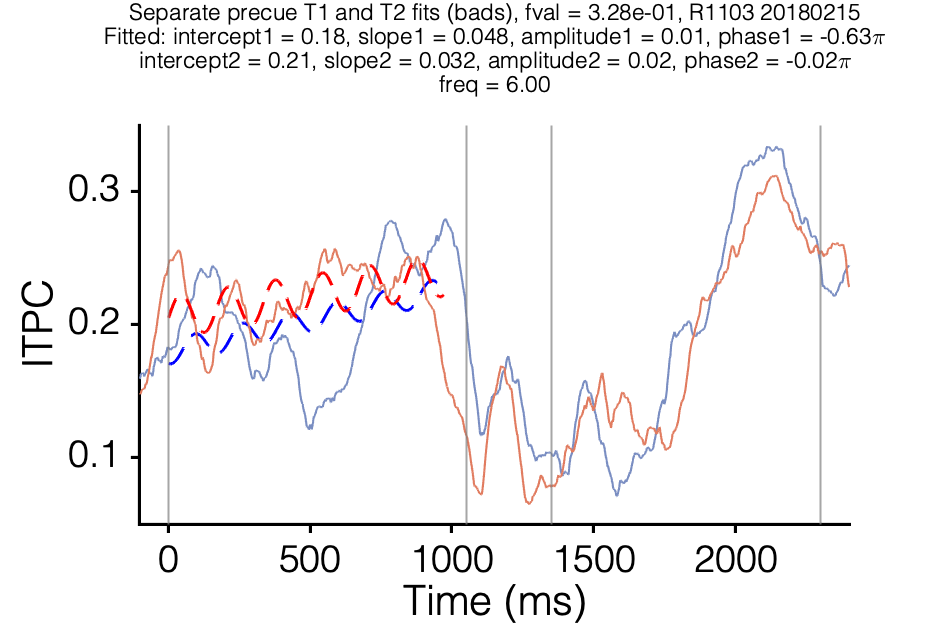 Separate precue T1 and T2 fits (bads), fval = 3.28e-01, R1103 20180215
Fitted: intercept1 = 0.18, slope1 = 0.048, amplitude1 = 0.01, phase1 = -0.63π
intercept2 = 0.21, slope2 = 0.032, amplitude2 = 0.02, phase2 = -0.02π
freq = 6.00
0.3
0.2
0.1
ITPC
0 500 1000 1500 2000
Time (ms)